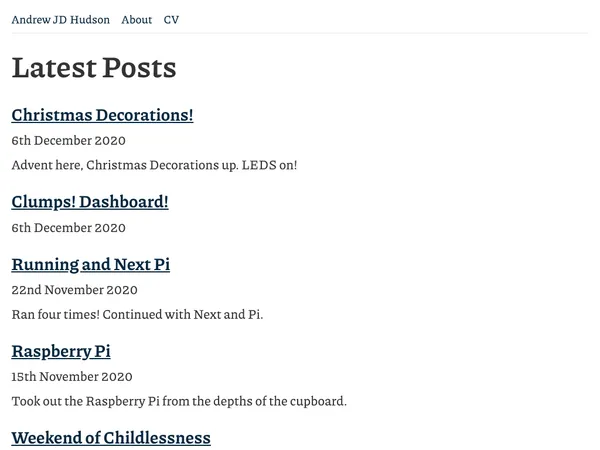 Andrew JD Hudson About CV
Latest Posts
Christmas Decorations!
6th December 2020
Advent here, Christmas Decorations up. LEDS on!
Clumps! Dashboard!
6th December 2020
Running and Next Pi
22nd November 2020
Ran four times! Continued with Next and Pi.
Raspberry Pi
15th November 2020
Took out the Raspberry Pi from the depths of the cupboard.
Weekend of Childlessness